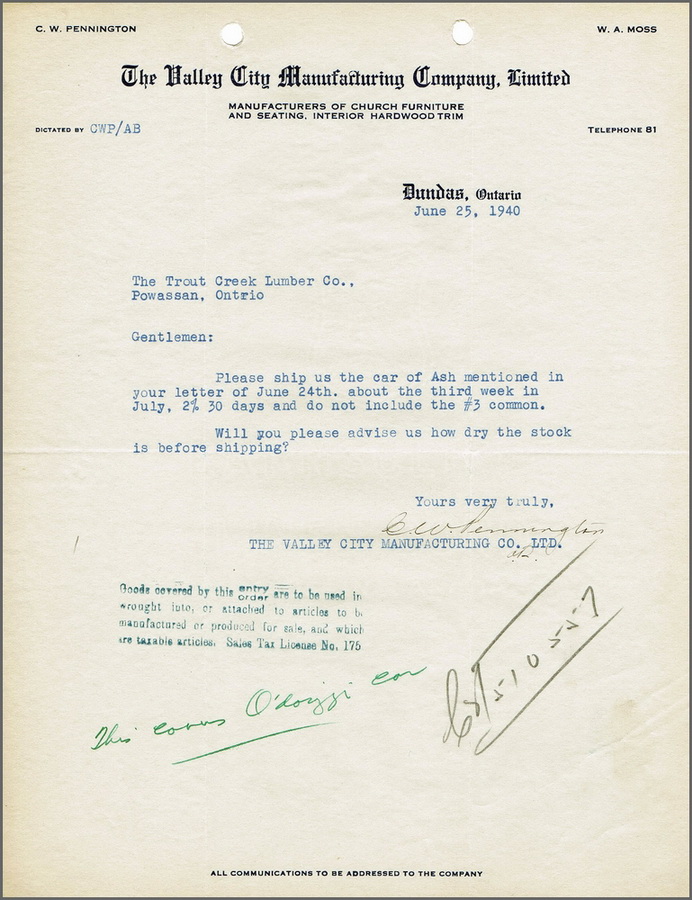 C. W. PENNINGTON
W. A. MOSS
The Valley City Manufacturing Company, Limited
MANUFACTURERS OF CHURCH FURNITURE
AND SEATING, INTERIOR HARDWOOD TRIM
DICTATED BY CWP/AB
TELEPHONE 81
Dundas, Ontario
June 25, 1940
The Trout Creek Lumber Co.,
Powassan, Ontrio
Gentlemen:
Please ship us the car of Ash mentioned in
your letter of June 24th. about the third week in
July, 2% 30 days and do not include the #3 common.
Will you please advise us how dry the stock
is before shipping?
Yours very truly,
C.W. Pennington
THE VALLEY CITY MANUFACTURING CO. LTD.
Goods covered by this entry order are to be used in
wrought into, or attached to articles to b
manufactured or produced for sale, and which
are taxable articles. Sales Tax License No. 175
This covers car
510557
ALL COMMUNICATIONS TO BE ADDRESSED TO THE COMPANY